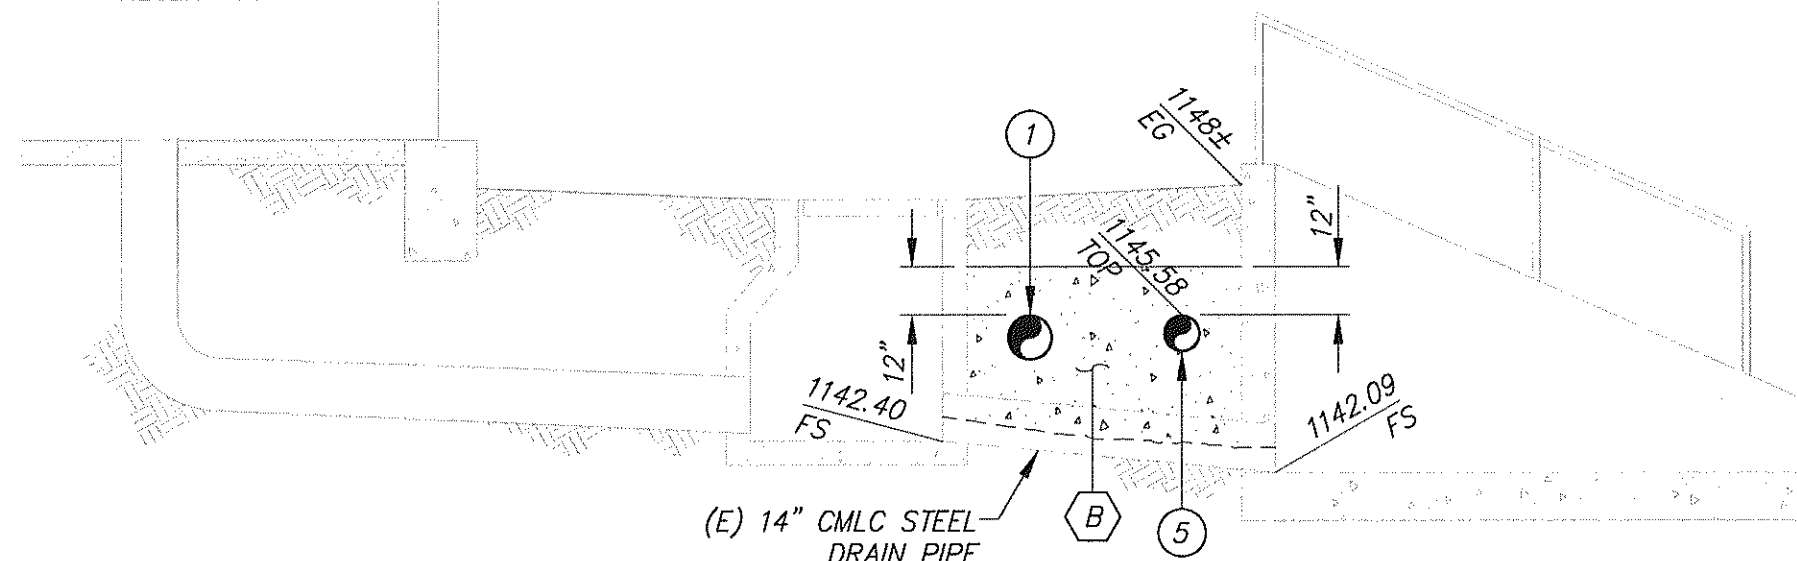 1148±
EG
1
12"
1145.58
TOP
12"
1142.40
FS
1142.09
FS
(E) 14" CMLC STEEL
DRAIN PIPE
B
5